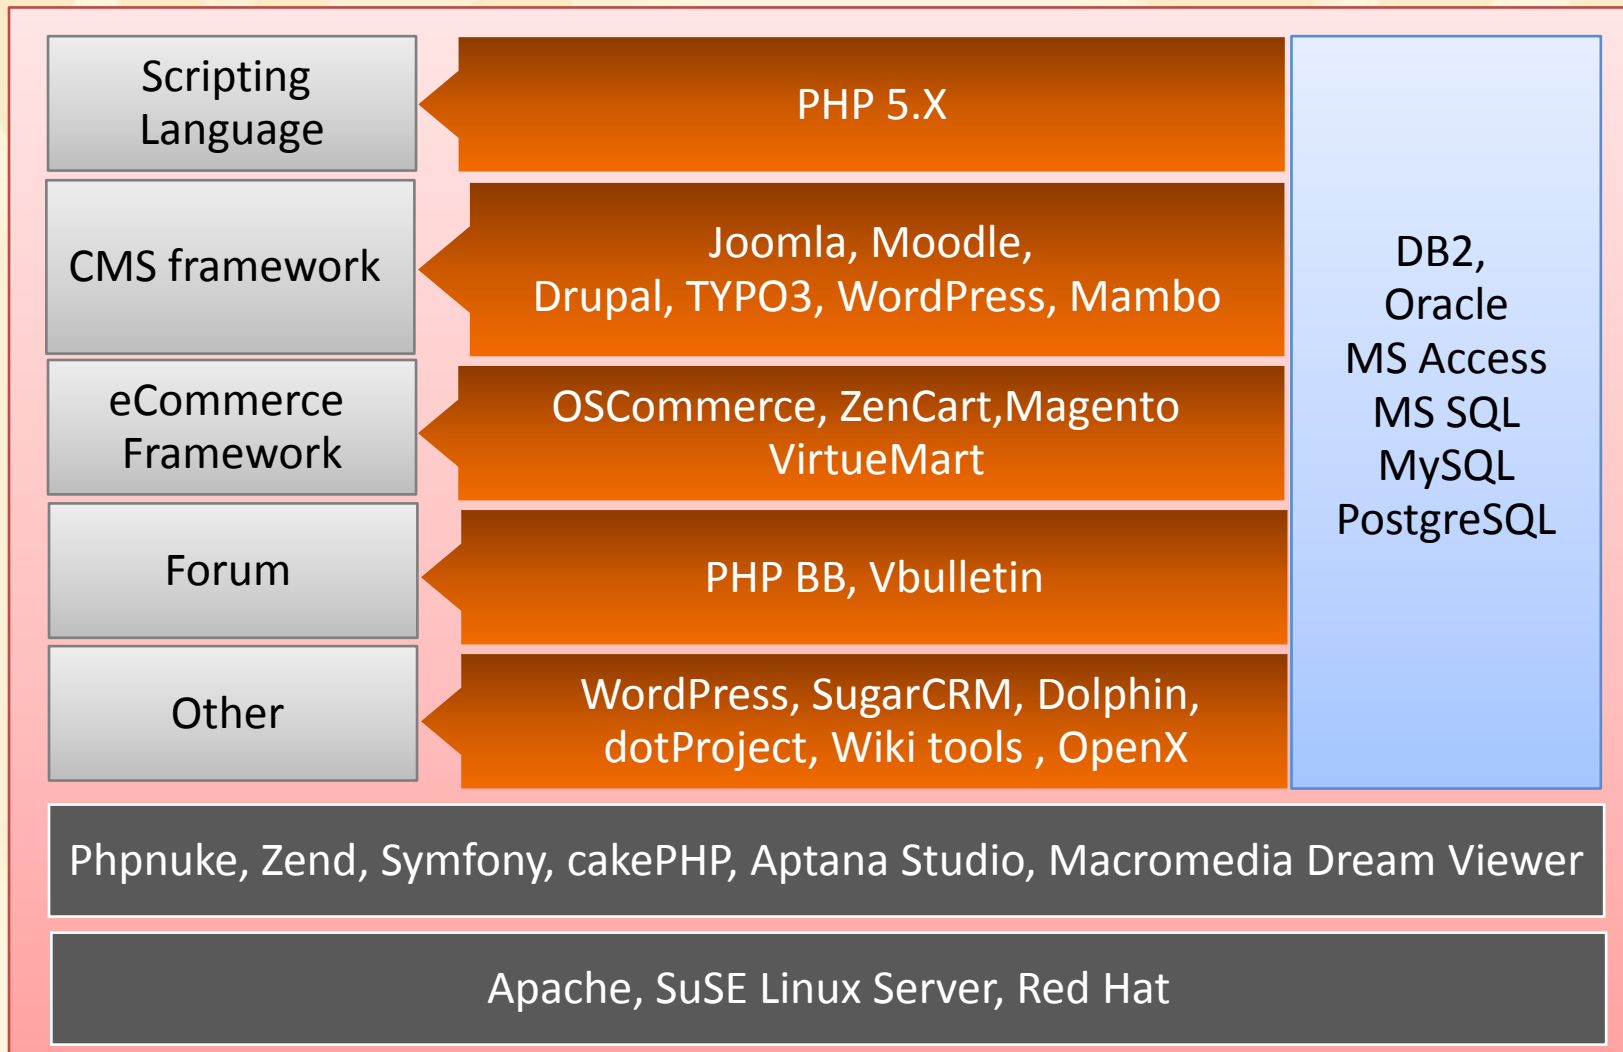 Scripting
Language
PHP 5.X
CMS framework
Joomla, Moodle,
Drupal, TYPO3, WordPress, Mambo
eCommerce
Framework
OSCommerce, ZenCart,Magento
VirtueMart
Forum
PHP BB, Vbulletin
Other
WordPress, SugarCRM, Dolphin,
dotProject, Wiki tools , OpenX
DB2,
Oracle
MS Access
MS SQL
MySQL
PostgreSQL
Phpnuke, Zend, Symfony, cakePHP, Aptana Studio, Macromedia Dream Viewer
Apache, SuSE Linux Server, Red Hat